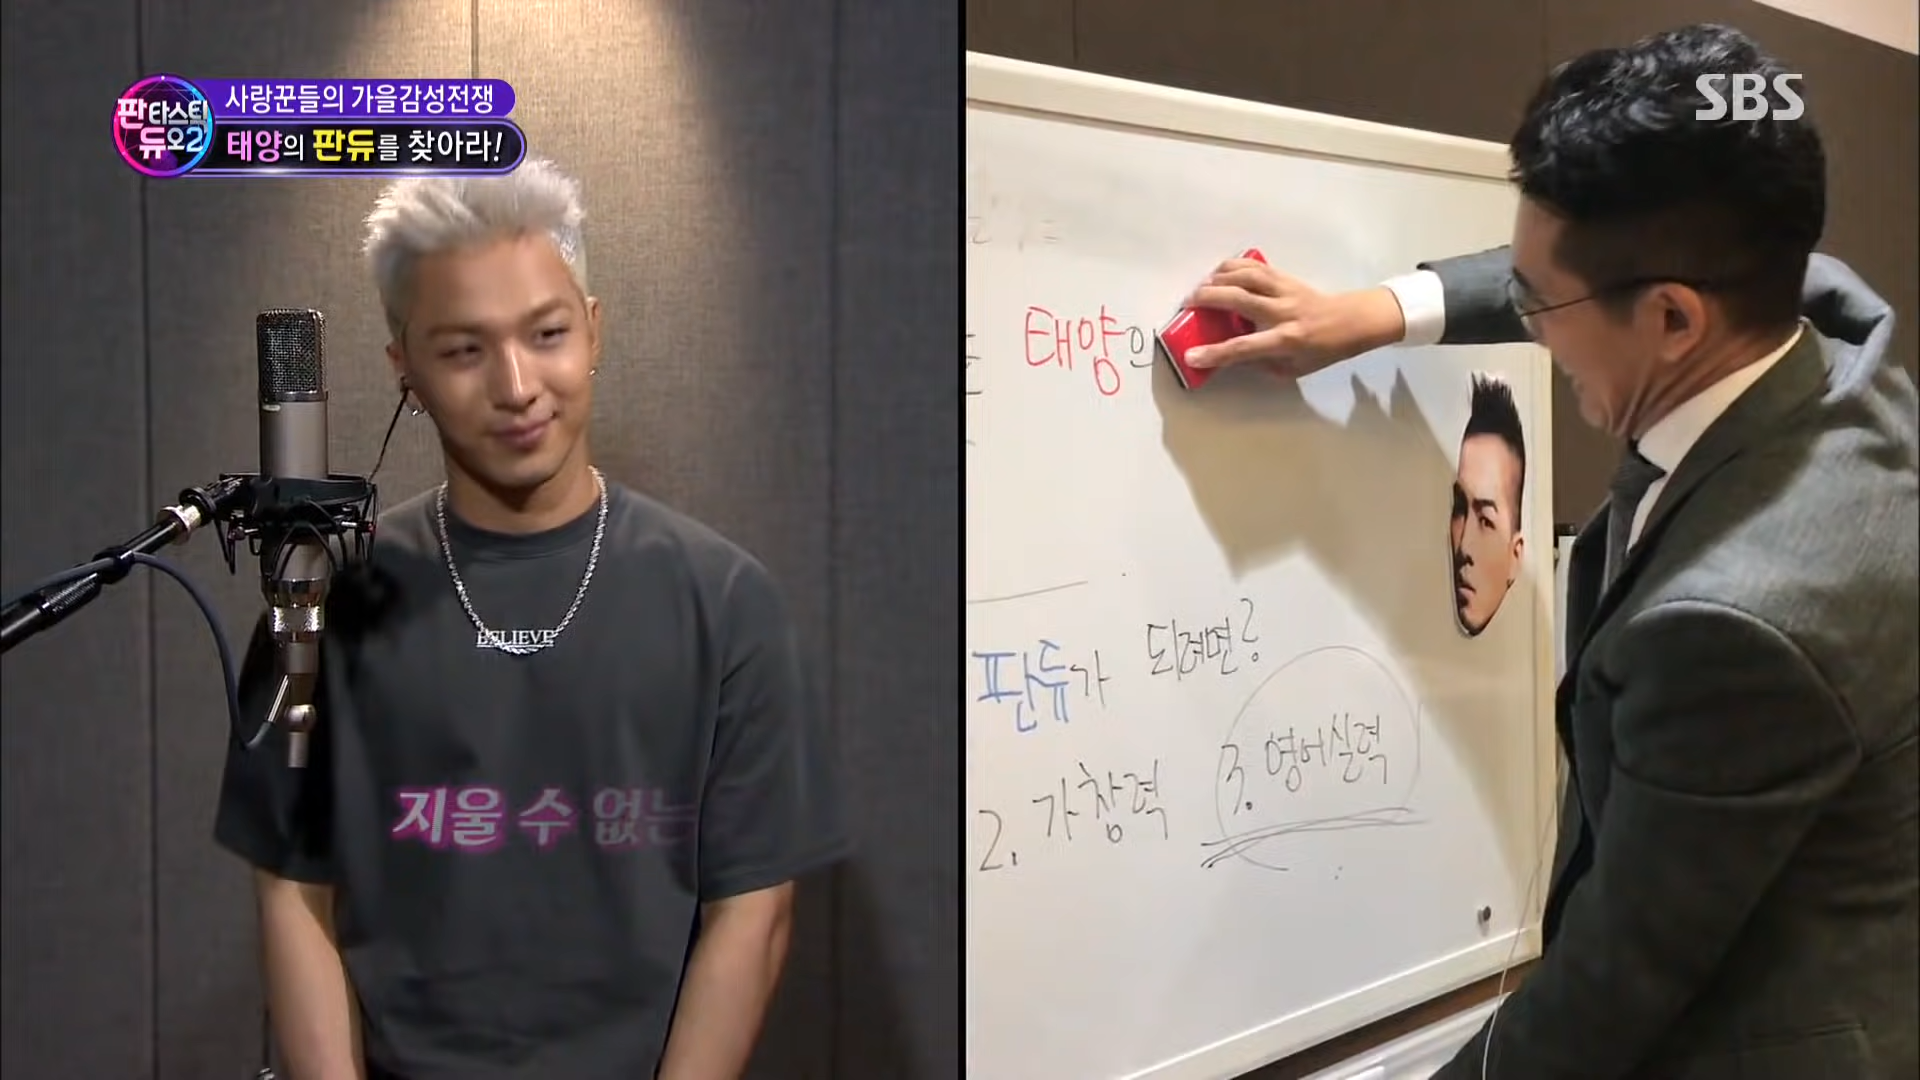 판타스틱
듀오2
사랑꾼들의 가을감성전쟁
태양의 판듀를 찾아라!
SBS
태양의
BELIEVE
판듀가 되려면?
2. 가창력
3. 영어실력
지울 수 없는